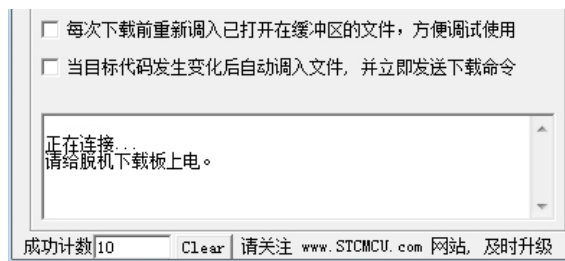 每次下载前重新调入已打开在缓冲区的文件，方便调试使用
当目标代码发生变化后自动调入文件，并立即发送下载命令
正在连接...
请给脱机下载板上电。
成功计数 10 Clear 请关注 www.STCMCU.com 网站，及时升级